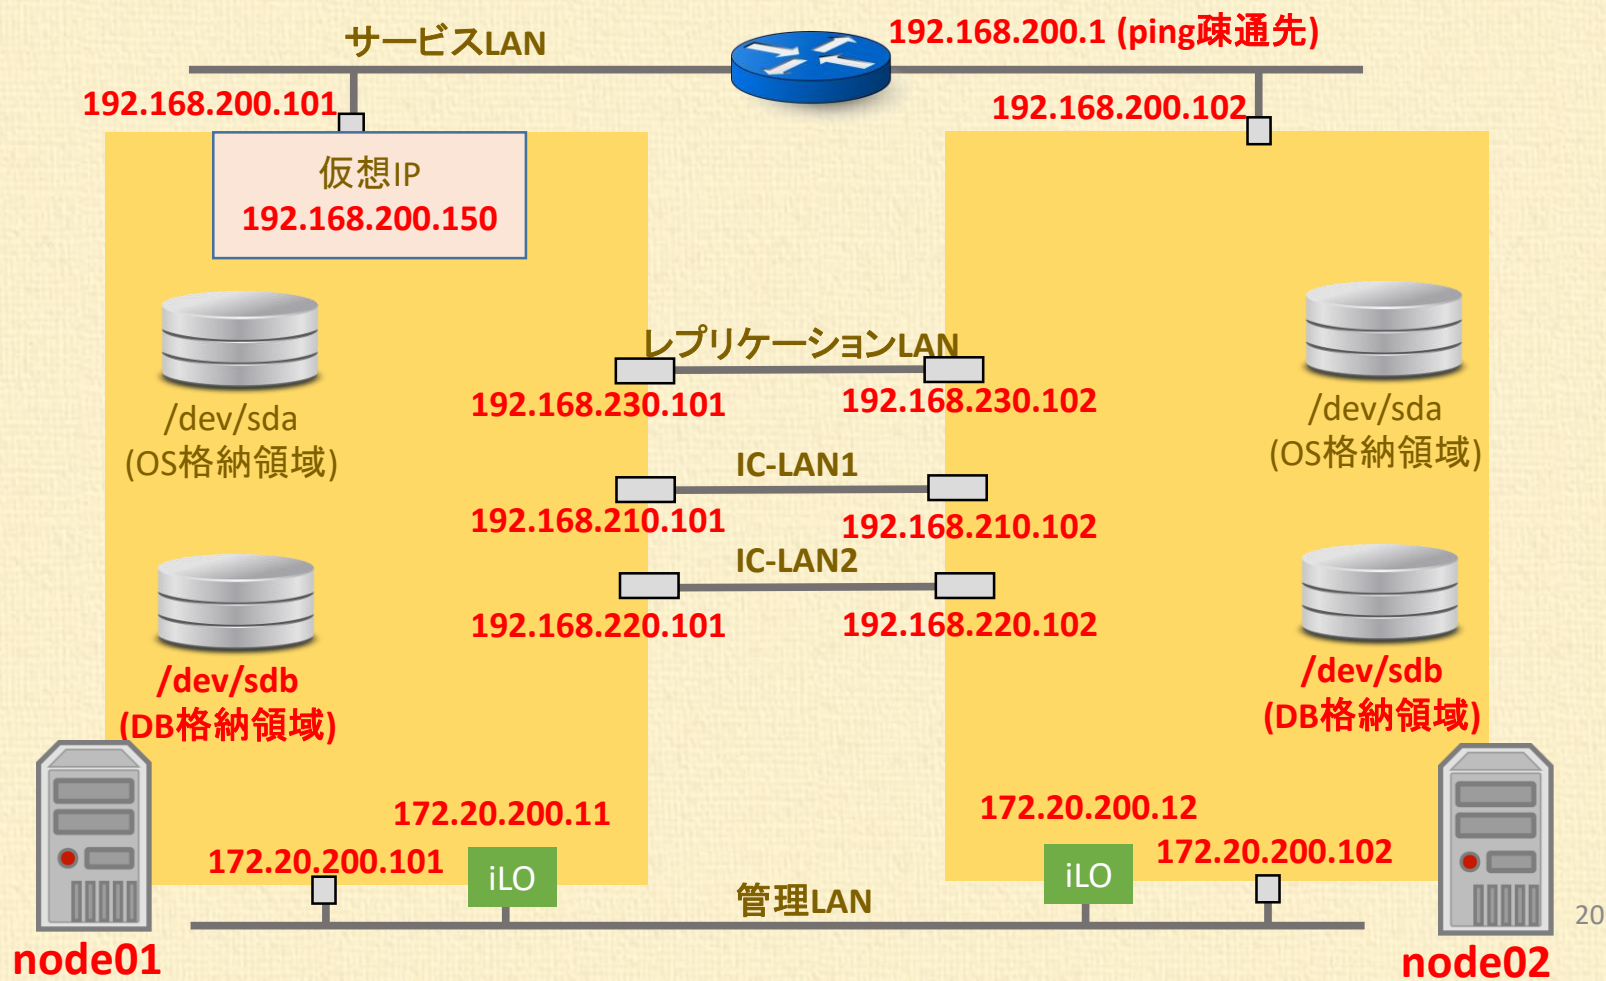 サービスLAN
192.168.200.1 (ping疎通先)
192.168.200.101
192.168.200.102
仮想IP
192.168.200.150
レプリケーションLAN
192.168.230.101
192.168.230.102
/dev/sda
(OS格納領域)
/dev/sda
(OS格納領域)
IC-LAN1
192.168.210.101
192.168.210.102
IC-LAN2
192.168.220.101
192.168.220.102
/dev/sdb
(DB格納領域)
/dev/sdb
(DB格納領域)
172.20.200.11
172.20.200.12
172.20.200.101
iLO
iLO
172.20.200.102
管理LAN
node01
node02
20